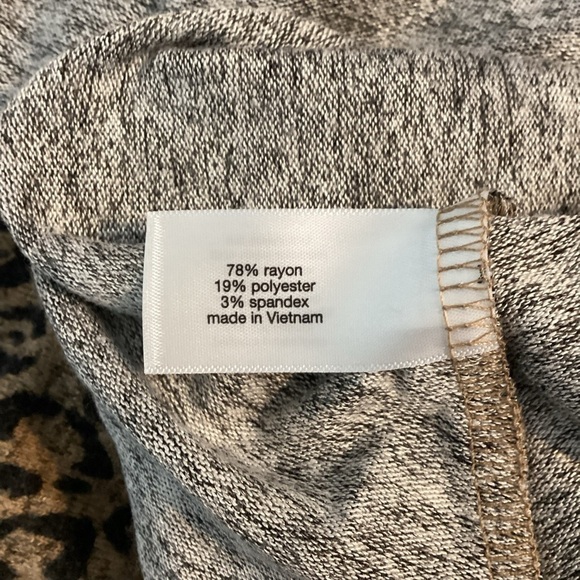 78% rayon
19% polyester
3% spandex
made in Vietnam